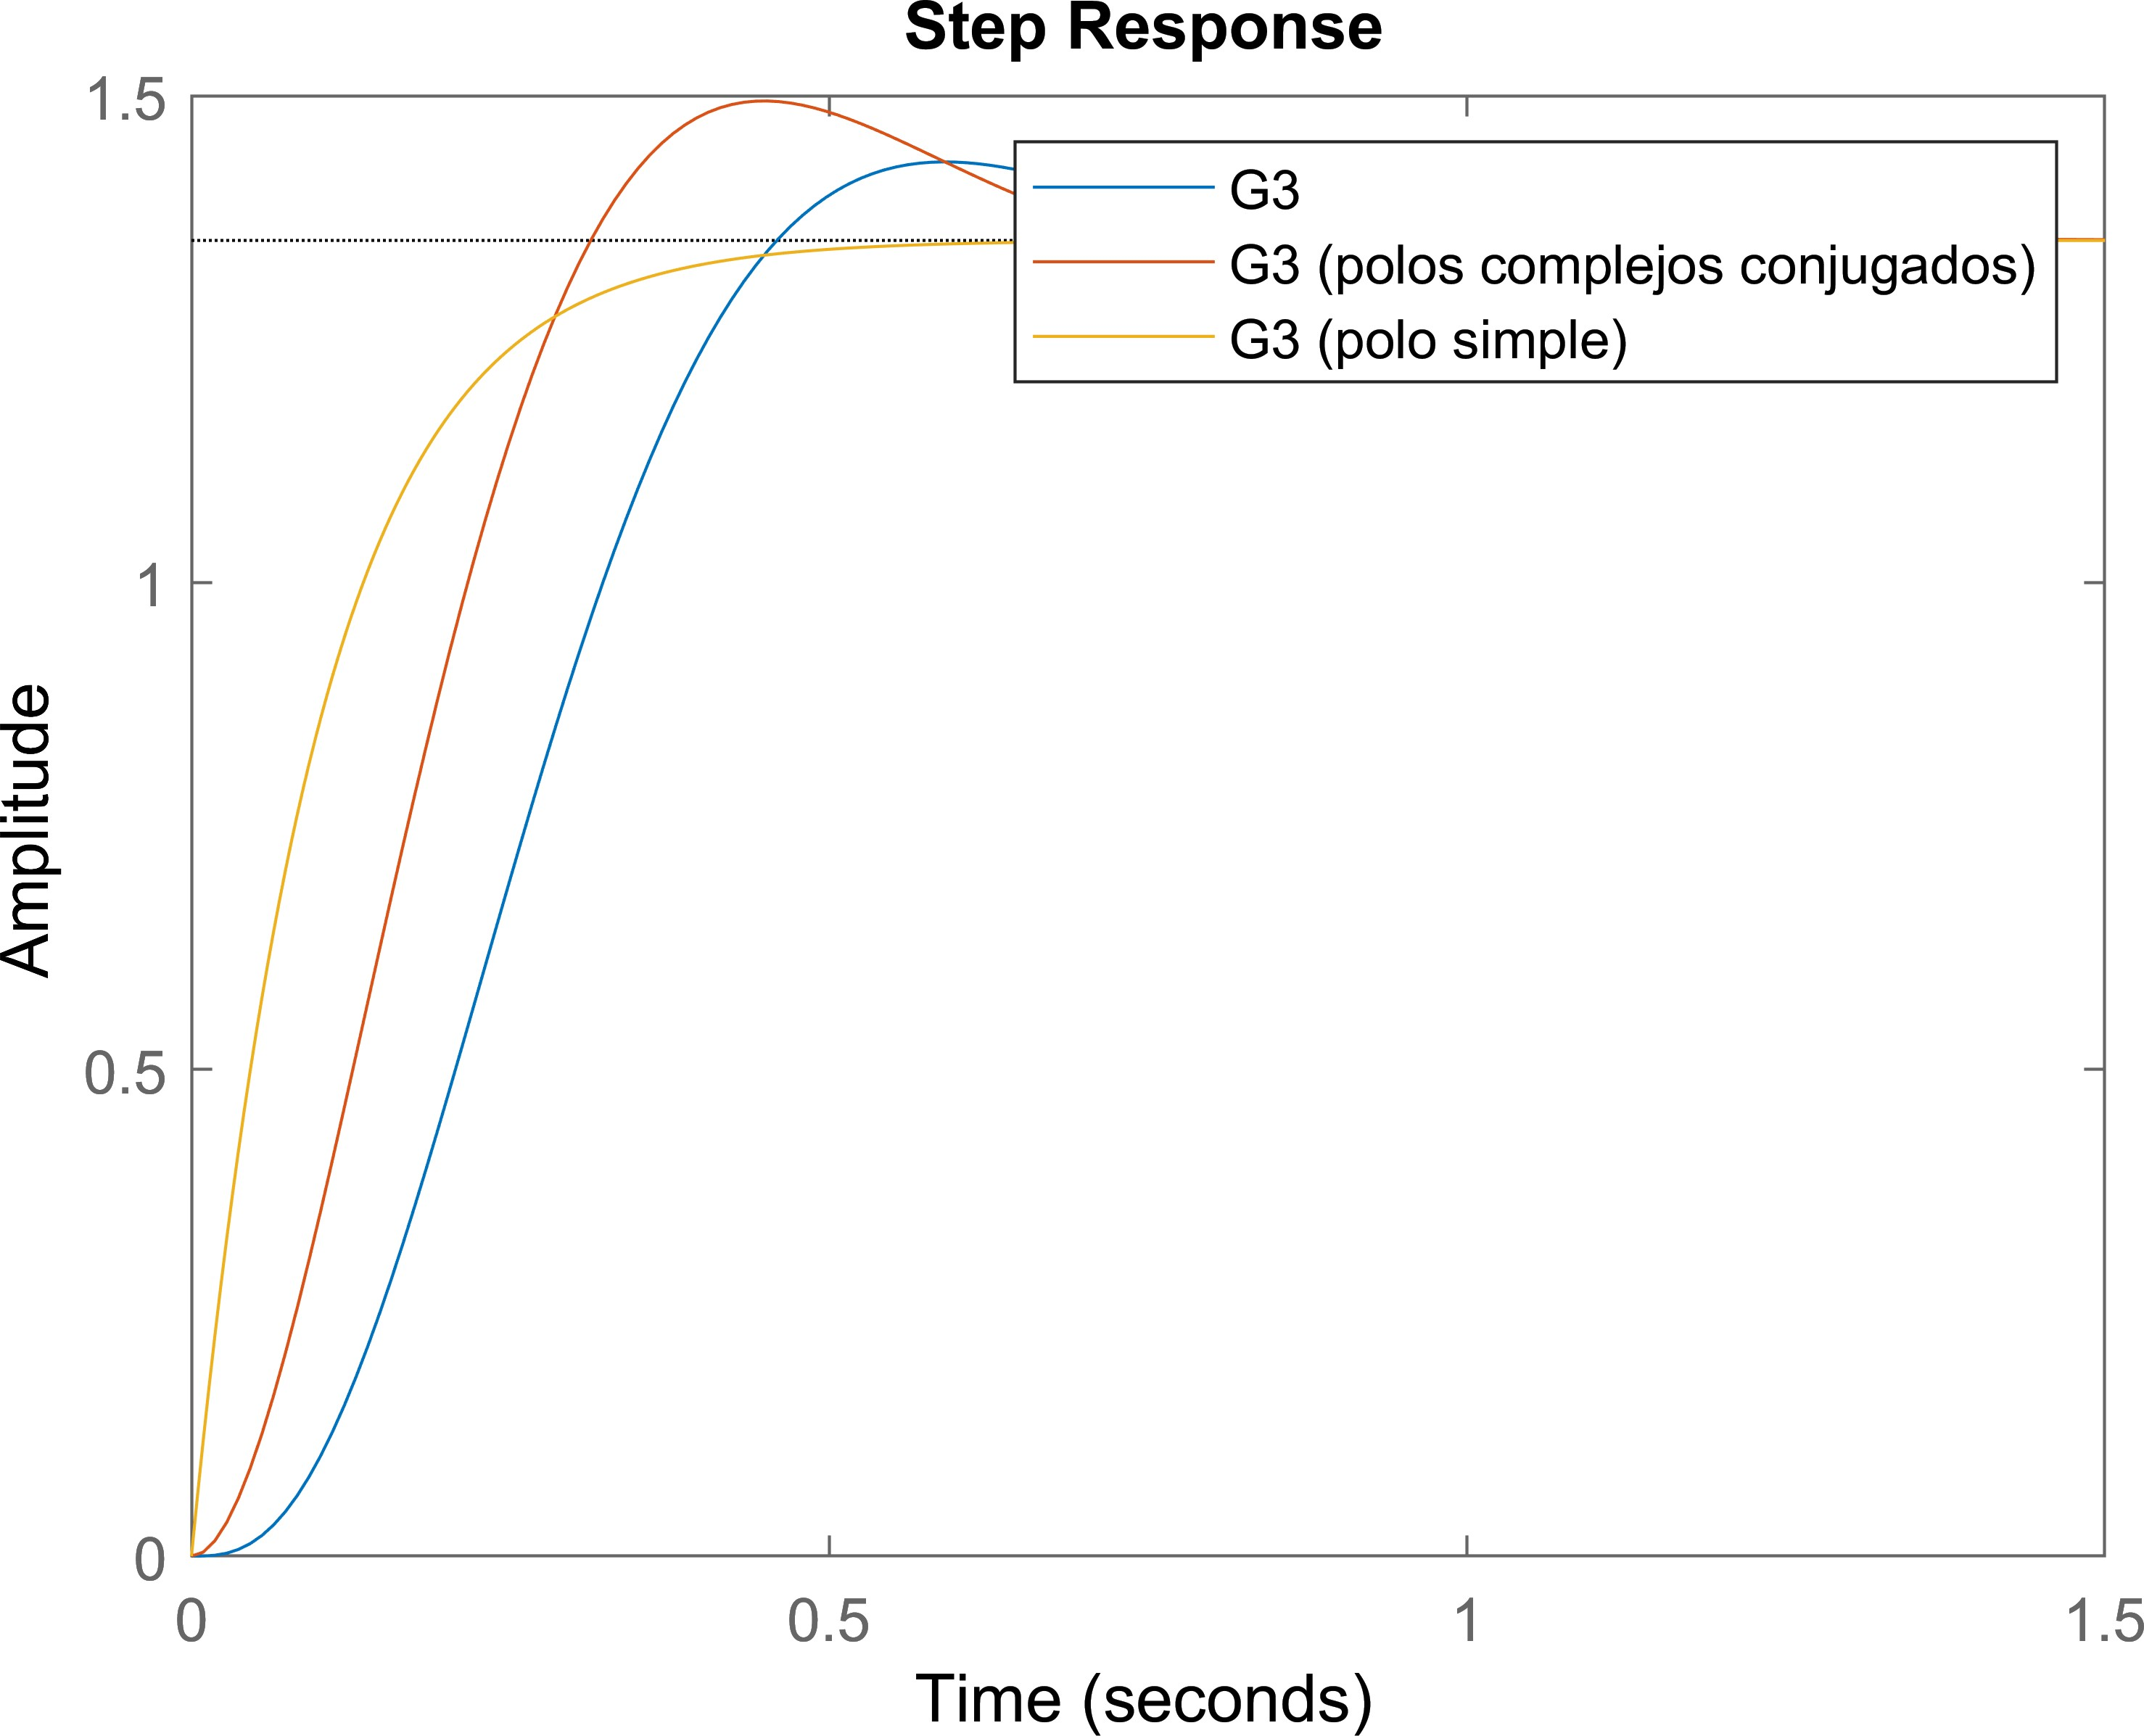 Step Response
1.5
1
0.5
0
Amplitude
G3
G3 (polos complejos conjugados)
G3 (polo simple)
0
0.5
1
1.5
Time (seconds)